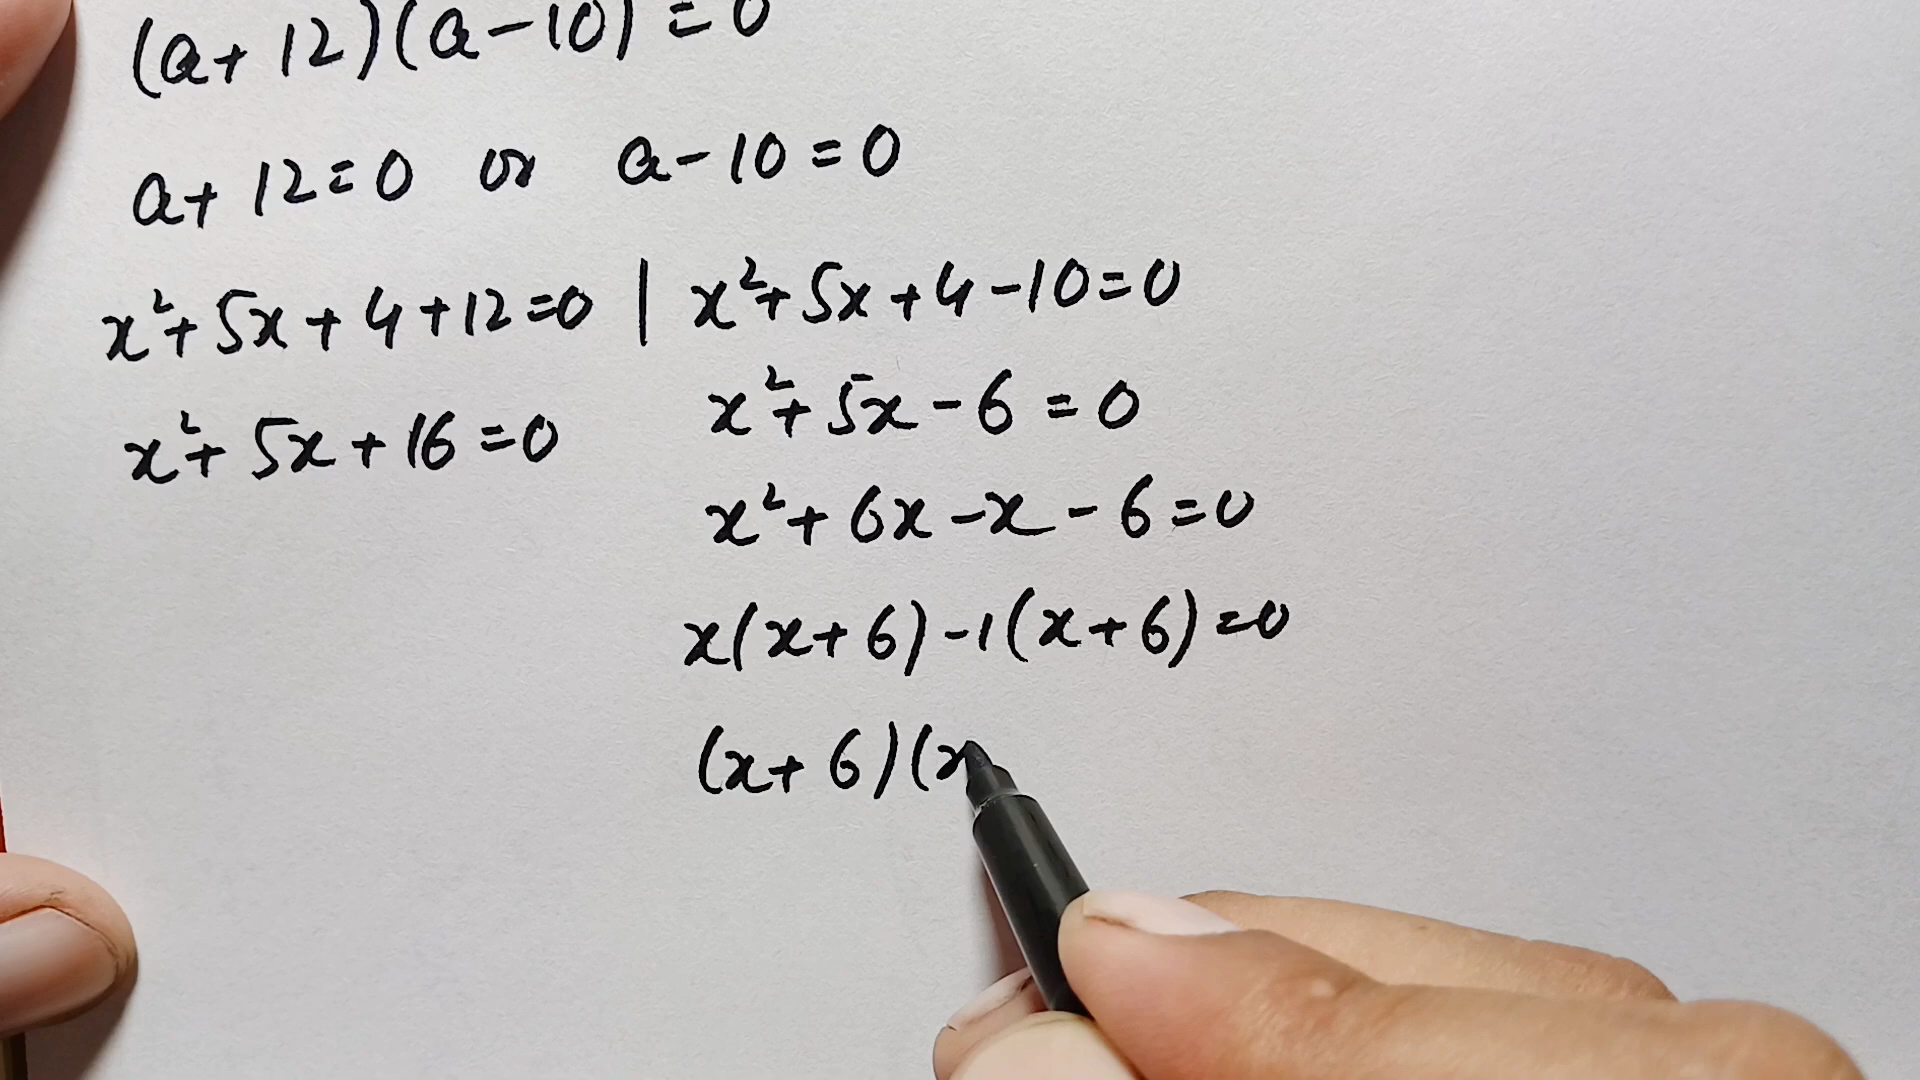 (a+12)(a-10)=0
a+12=0 or a-10=0
x²+5x+4+12=0 | x²+5x+4-10=0
x²+5x+16=0 x²+5x-6=0
x²+6x-x-6=0
x(x+6)-1(x+6)=0
(x+6)(x